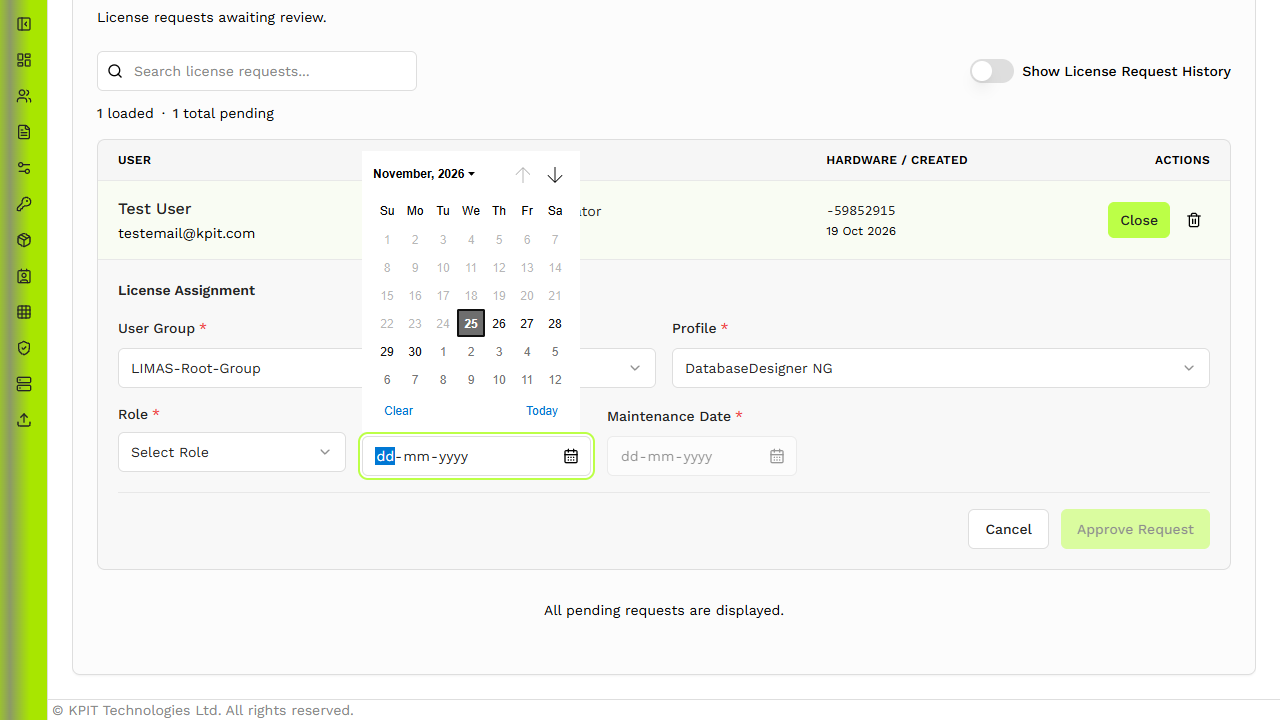 License requests awaiting review.
Search license requests...
Show License Request History
1 loaded · 1 total pending
USER
HARDWARE / CREATED
ACTIONS
November, 2026
Su Mo Tu We Th Fr Sa
1 2 3 4 5 6 7
8 9 10 11 12 13 14
15 16 17 18 19 20 21
22 23 24 25 26 27 28
29 30 1 2 3 4 5
6 7 8 9 10 11 12
Clear
Today
Test User
testemail@kpit.com
-59852915
19 Oct 2026
Close
License Assignment
User Group *
LIMAS-Root-Group
Profile *
DatabaseDesigner NG
Role *
Select Role
dd-mm-yyyy
Maintenance Date *
dd-mm-yyyy
Cancel
Approve Request
All pending requests are displayed.
© KPIT Technologies Ltd. All rights reserved.